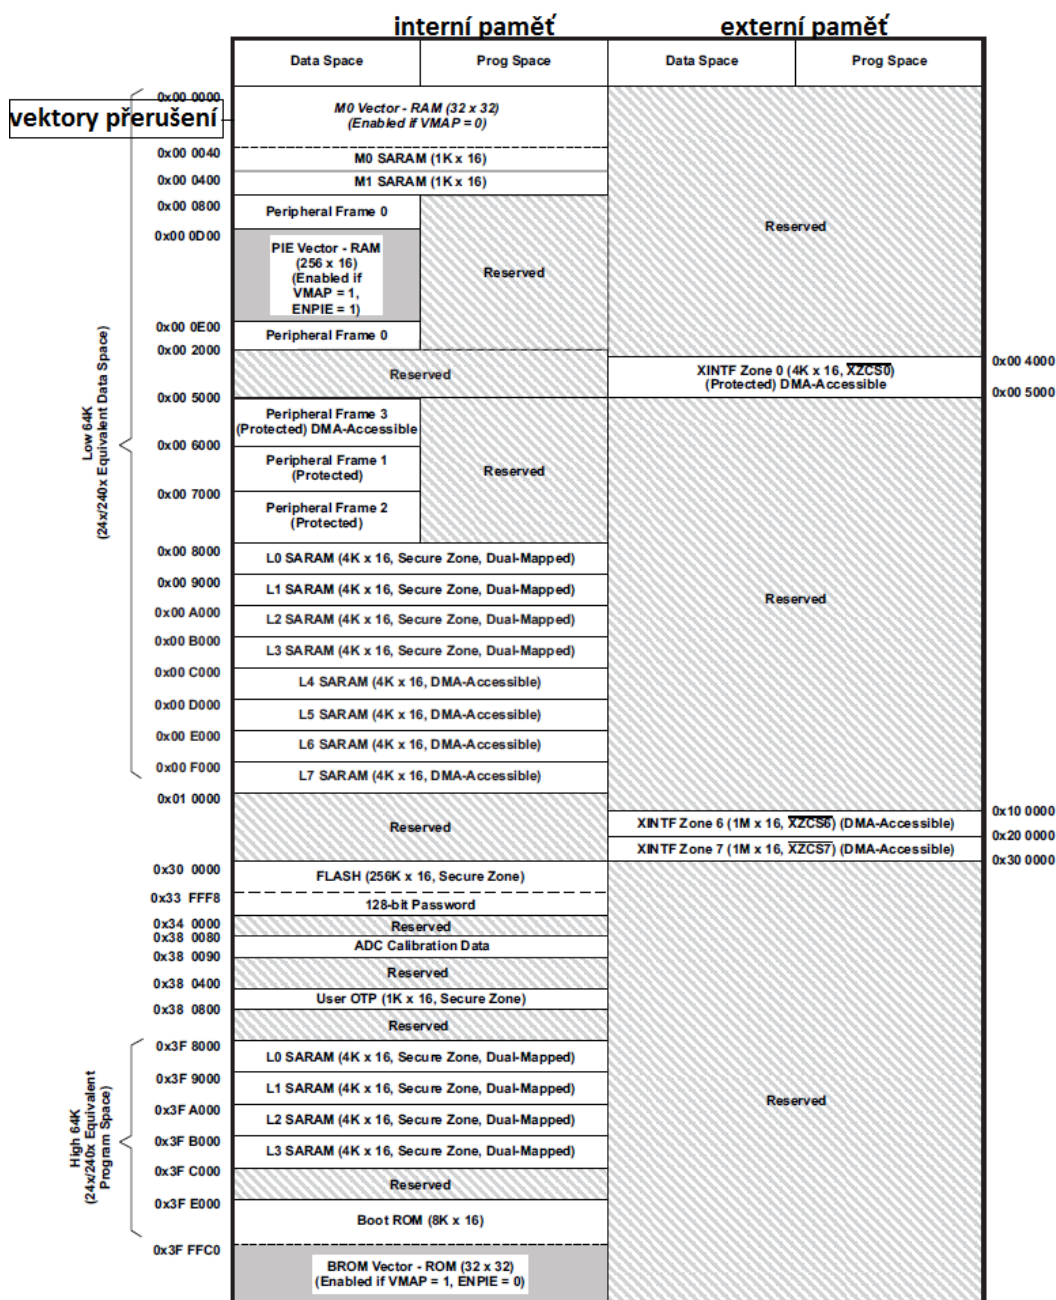 interní paměť externí paměť
Data Space Prog Space Data Space Prog Space
0x00 0000
vektory přerušení
M0 Vector - RAM (32 x 32)
(Enabled if VMAP = 0)
0x00 0040
M0 SARAM (1K x 16)
0x00 0400
M1 SARAM (1K x 16)
0x00 0800
Peripheral Frame 0
Reserved
0x00 0D00
PIE Vector - RAM
(256 x 16)
(Enabled if
VMAP = 1,
ENPIE = 1)
Reserved
0x00 0E00
Peripheral Frame 0
0x00 2000
Reserved
XINTF Zone 0 (4K x 16, XZCS0)
(Protected) DMA-Accessible
0x00 4000
0x00 5000
0x00 5000
Peripheral Frame 3
(Protected) DMA-Accessible
0x00 6000
Peripheral Frame 1
(Protected)
Reserved
0x00 7000
Peripheral Frame 2
(Protected)
Low 64K
(24x/240x Equivalent Data Space)
0x00 8000
L0 SARAM (4K x 16, Secure Zone, Dual-Mapped)
0x00 9000
L1 SARAM (4K x 16, Secure Zone, Dual-Mapped)
Reserved
0x00 A000
L2 SARAM (4K x 16, Secure Zone, Dual-Mapped)
0x00 B000
L3 SARAM (4K x 16, Secure Zone, Dual-Mapped)
0x00 C000
L4 SARAM (4K x 16, DMA-Accessible)
0x00 D000
L5 SARAM (4K x 16, DMA-Accessible)
0x00 E000
L6 SARAM (4K x 16, DMA-Accessible)
0x00 F000
L7 SARAM (4K x 16, DMA-Accessible)
0x01 0000
Reserved
0x10 0000
XINTF Zone 6 (1M x 16, XZCS6) (DMA-Accessible)
0x20 0000
XINTF Zone 7 (1M x 16, XZCS7) (DMA-Accessible)
0x30 0000
0x30 0000
FLASH (256K x 16, Secure Zone)
0x33 FFF8
128-bit Password
0x34 0000
Reserved
0x38 0080
ADC Calibration Data
0x38 0090
Reserved
0x38 0400
User OTP (1K x 16, Secure Zone)
0x38 0800
Reserved
0x3F 8000
L0 SARAM (4K x 16, Secure Zone, Dual-Mapped)
0x3F 9000
L1 SARAM (4K x 16, Secure Zone, Dual-Mapped)
Reserved
0x3F A000
L2 SARAM (4K x 16, Secure Zone, Dual-Mapped)
0x3F B000
L3 SARAM (4K x 16, Secure Zone, Dual-Mapped)
0x3F C000
Reserved
0x3F E000
Boot ROM (8K x 16)
0x3F FFC0
BROM Vector - ROM (32 x 32)
(Enabled if VMAP = 1, ENPIE = 0)
High 64K
(24x/240x Equivalent
Program Space)